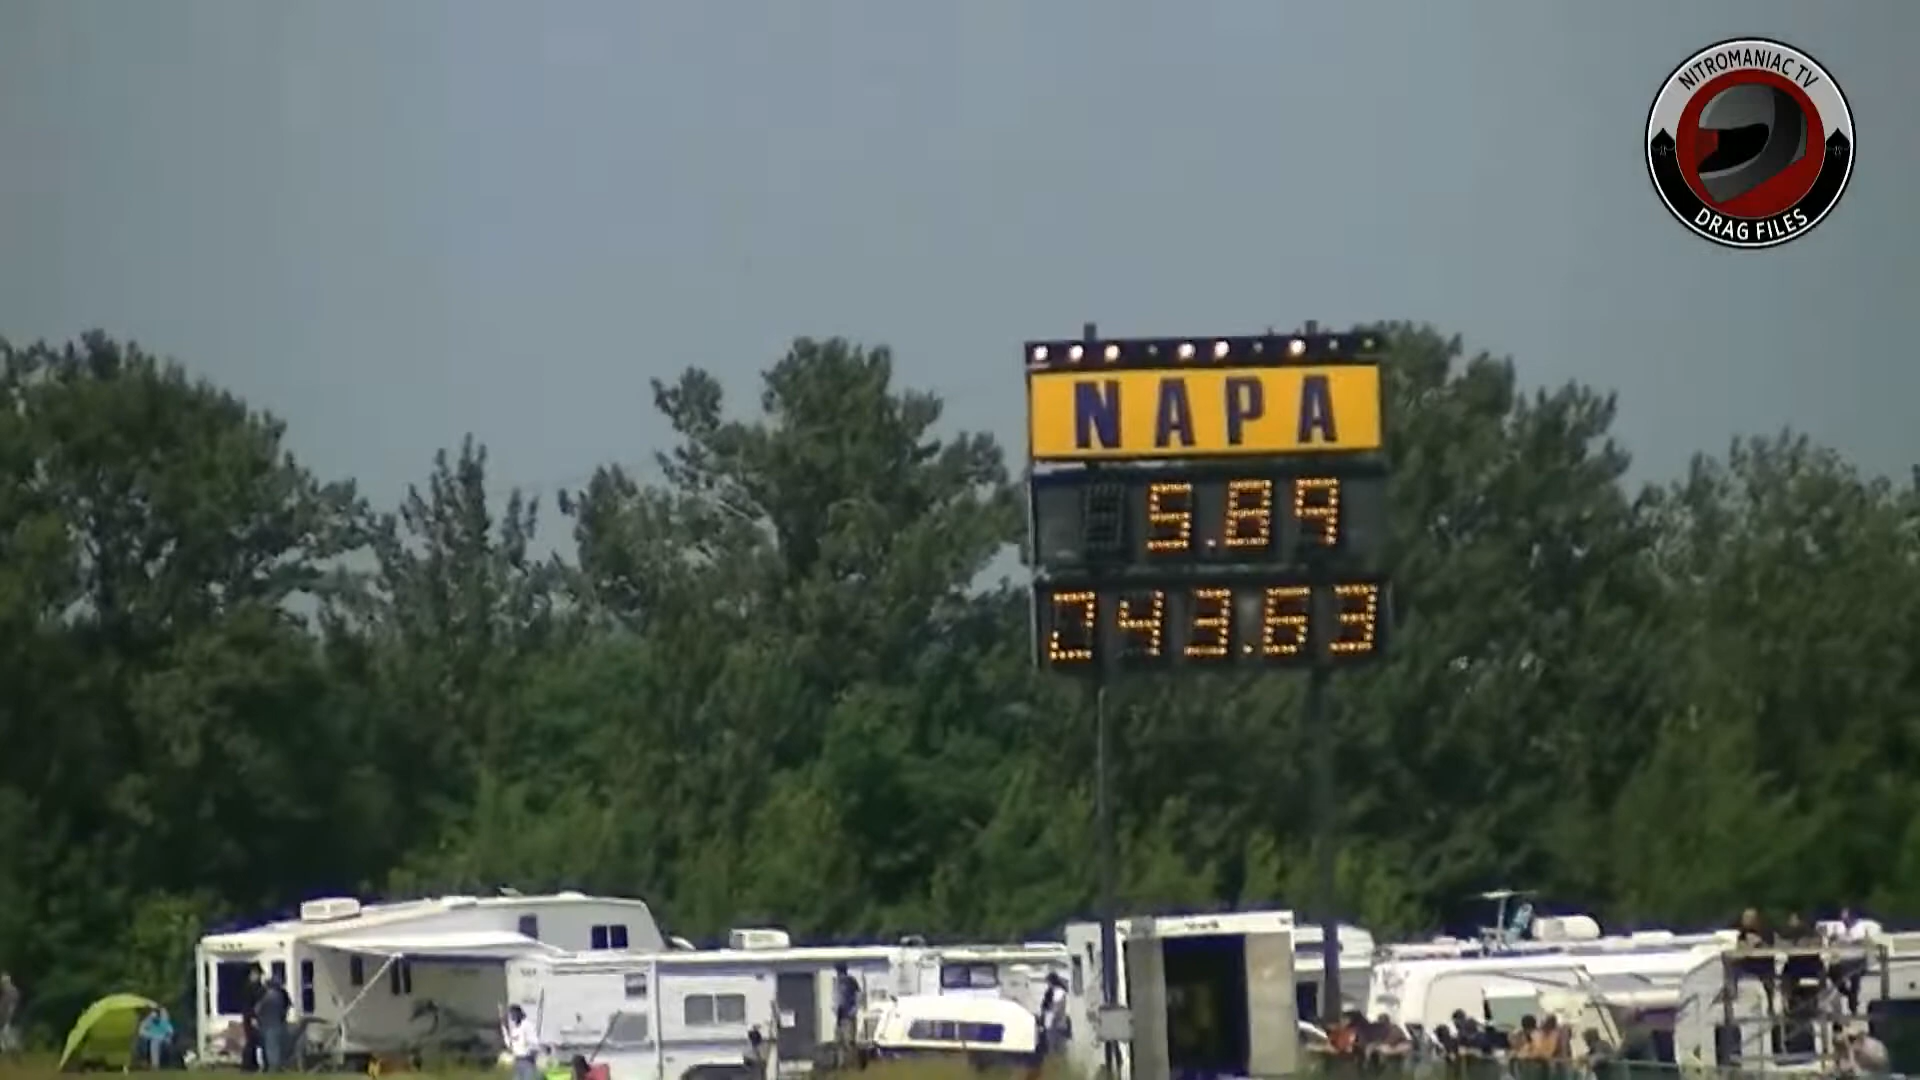 NITROMANIAC TV
DRAG FILES
NAPA
5.89
243.63